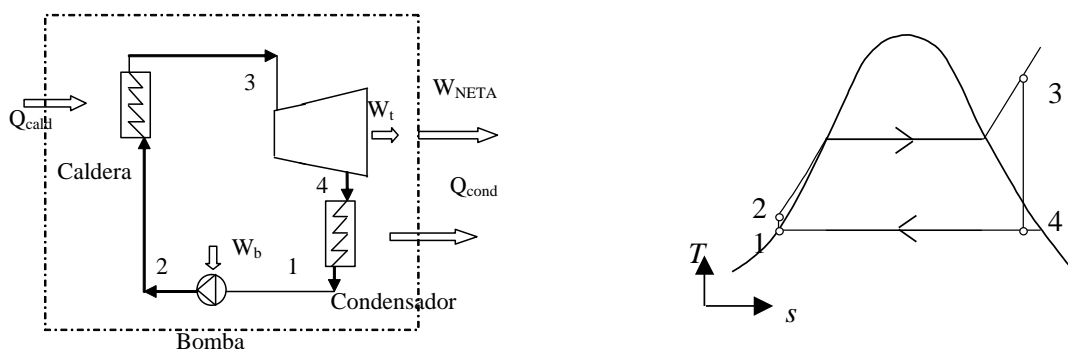 3
W_NETA
W_t
Q_cald
Caldera
4
Q_cond
2
W_b
1
Condensador
Bomba
3
2
1
4
T
s